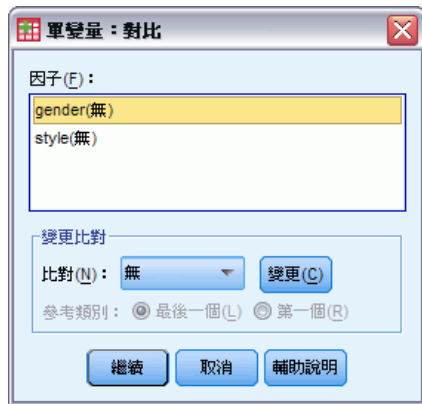 單變量：對比
因子(F)：
gender(無)
style(無)
變更比對
比對(N)： 無 變更(C)
參考類別： 最後一個(L) 第一個(R)
繼續 取消 輔助說明